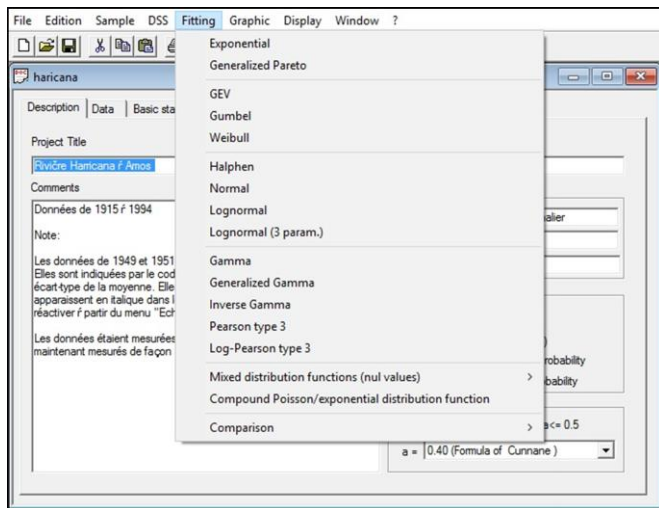 File Edition Sample DSS Fitting Graphic Display Window ?
haricana
Description Data Basic sta
Project Title
Rivičre Harricana ŕ Amos
Comments
Données de 1915 ŕ 1994
Note:
Les données de 1949 et 1951
Elles sont indiquées par le cod
écart-type de la moyenne. Elle
apparaissent en italique dans l
réactiver ŕ partir du menu "Ech
Les données étaient mesurées
maintenant mesurés de façon
Exponential
Generalized Pareto
GEV
Gumbel
Weibull
Halphen
Normal
Lognormal
Lognormal (3 param.)
Gamma
Generalized Gamma
Inverse Gamma
Pearson type 3
Log-Pearson type 3
Mixed distribution functions (nul values)
Compound Poisson/exponential distribution function
Comparison
alier
)
robability
bability
a<= 0.5
a = 0.40 (Formula of Cunnane )